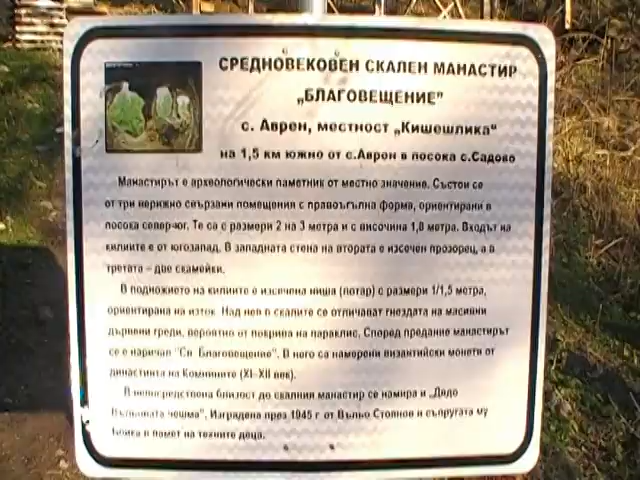 СРЕДНОВЕКОВЕН СКАЛЕН МАНАСТИР
„БЛАГОВЕЩЕНИЕ"
с. Аврен, местност „Кишешлика"
на 1,5 км южно от с.Аврен в посока с.Садово
Манастирът е археологически паметник от местно значение. Състои се
от три верижно свързани помещения с правоъгълна форма, ориентирани в
посока север-юг. Те са с размери 2 на 3 метра и с височина 1,8 метра. Входът на
килиите е от югозапад. В западната стена на втората е изсечен прозорец, а в
третата – две скамейки.
В подножието на килиите е изсечена ниша (потар) с размери 1/1,5 метра,
ориентирана на изток. Над нея в скалите се отличават гнездата на масивни
дървени греди, вероятно от покрива на параклис. Според предание манастирът
се е наричал "Св. Благовещение". В него са намерени византийски монети от
династията на Комнините (XI–XII век).
В непосредствена близост до скалния манастир се намира и „Дядо
Вълювата чешма". Изградена през 1945 г. от Въльо Стоянов и съпругата му
в памет на техните деца.